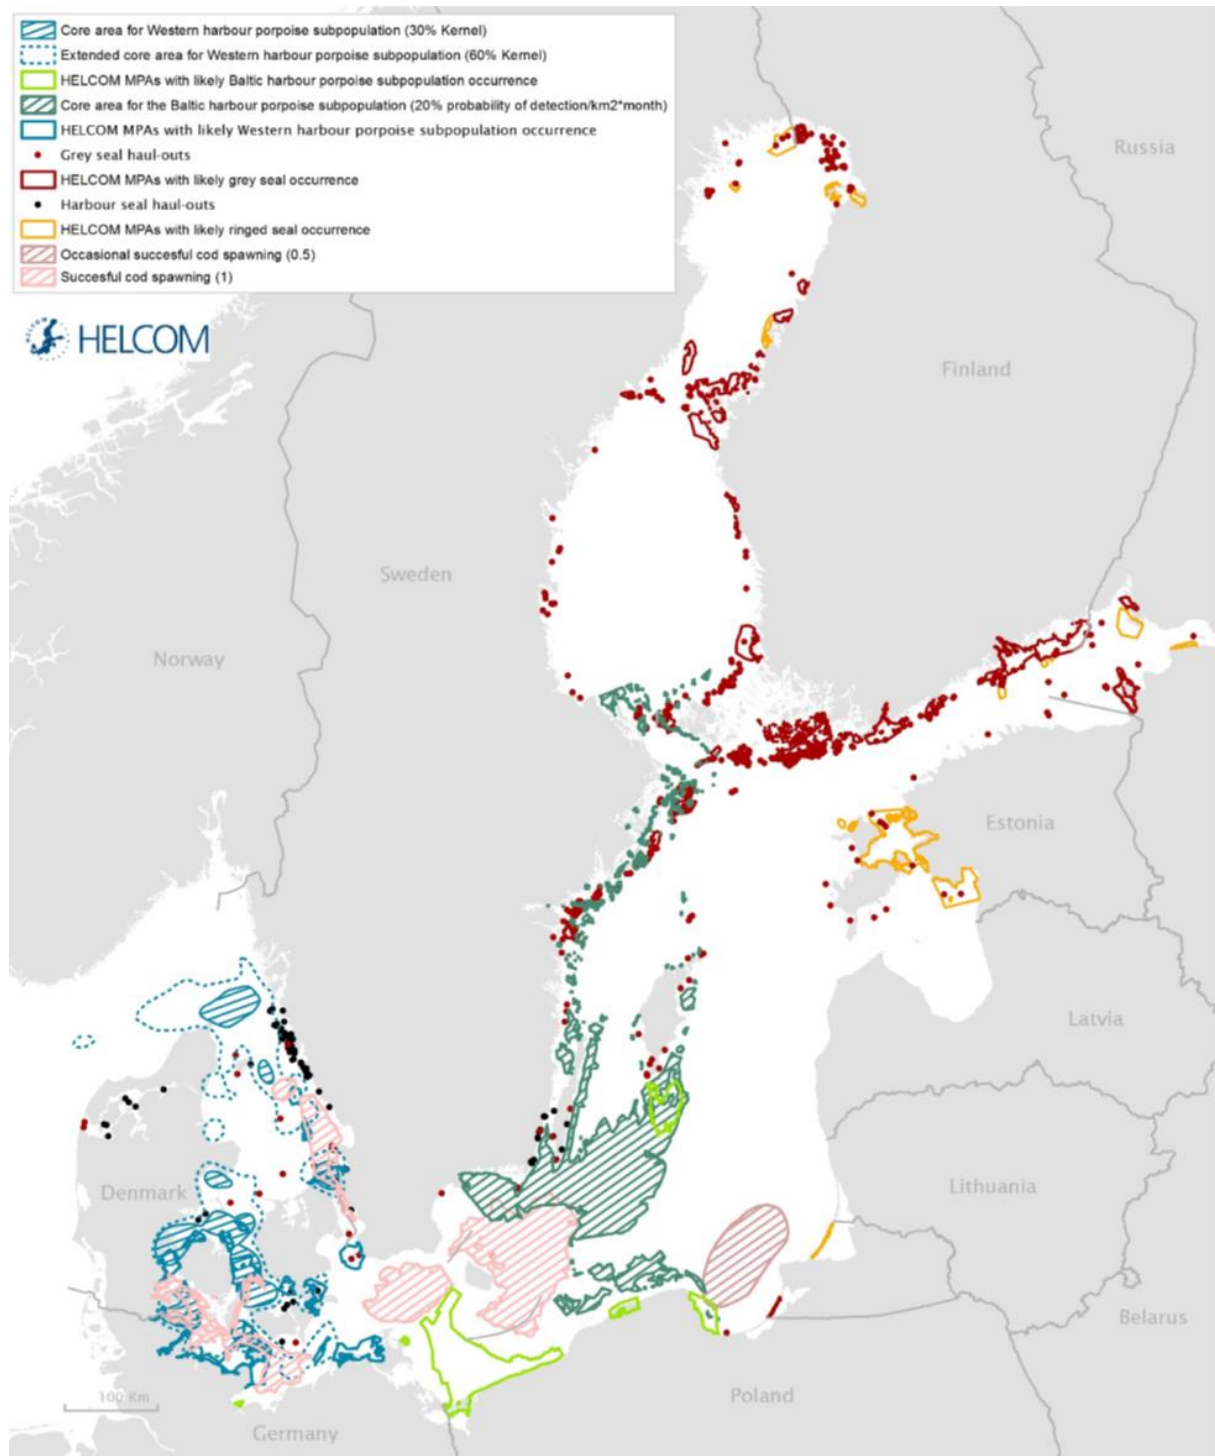 Core area for Western harbour porpoise subpopulation (30% Kernel)
Extended core area for Western harbour porpoise subpopulation (60% Kernel)
HELCOM MPAs with likely Baltic harbour porpoise subpopulation occurrence
Core area for the Baltic harbour porpoise subpopulation (20% probability of detection/km2*month)
HELCOM MPAs with likely Western harbour porpoise subpopulation occurrence
Grey seal haul-outs
HELCOM MPAs with likely grey seal occurrence
Harbour seal haul-outs
HELCOM MPAs with likely ringed seal occurrence
Occasional succesful cod spawning (0.5)
Succesful cod spawning (1)
HELCOM
Russia
Finland
Sweden
Norway
Estonia
Latvia
Denmark
Lithuania
Belarus
100 Km
Poland
Germany